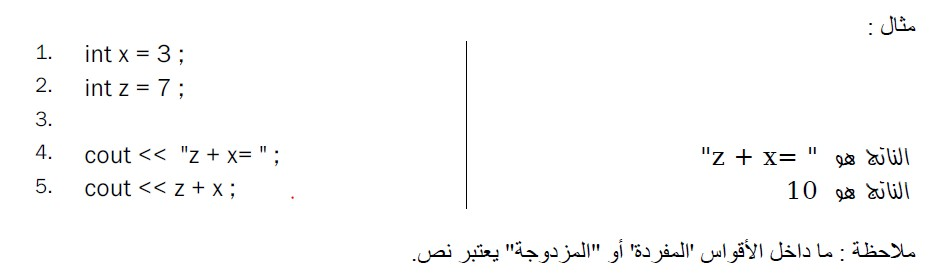 مثال :
1. int x = 3 ;
2. int z = 7 ;
3.
4. cout << "z + x= " ; الناتج هو " =z + x"
5. cout << z + x ; الناتج هو 10
ملاحظة : ما داخل الأقواس 'المفردة' أو "المزدوجة" يعتبر نص.